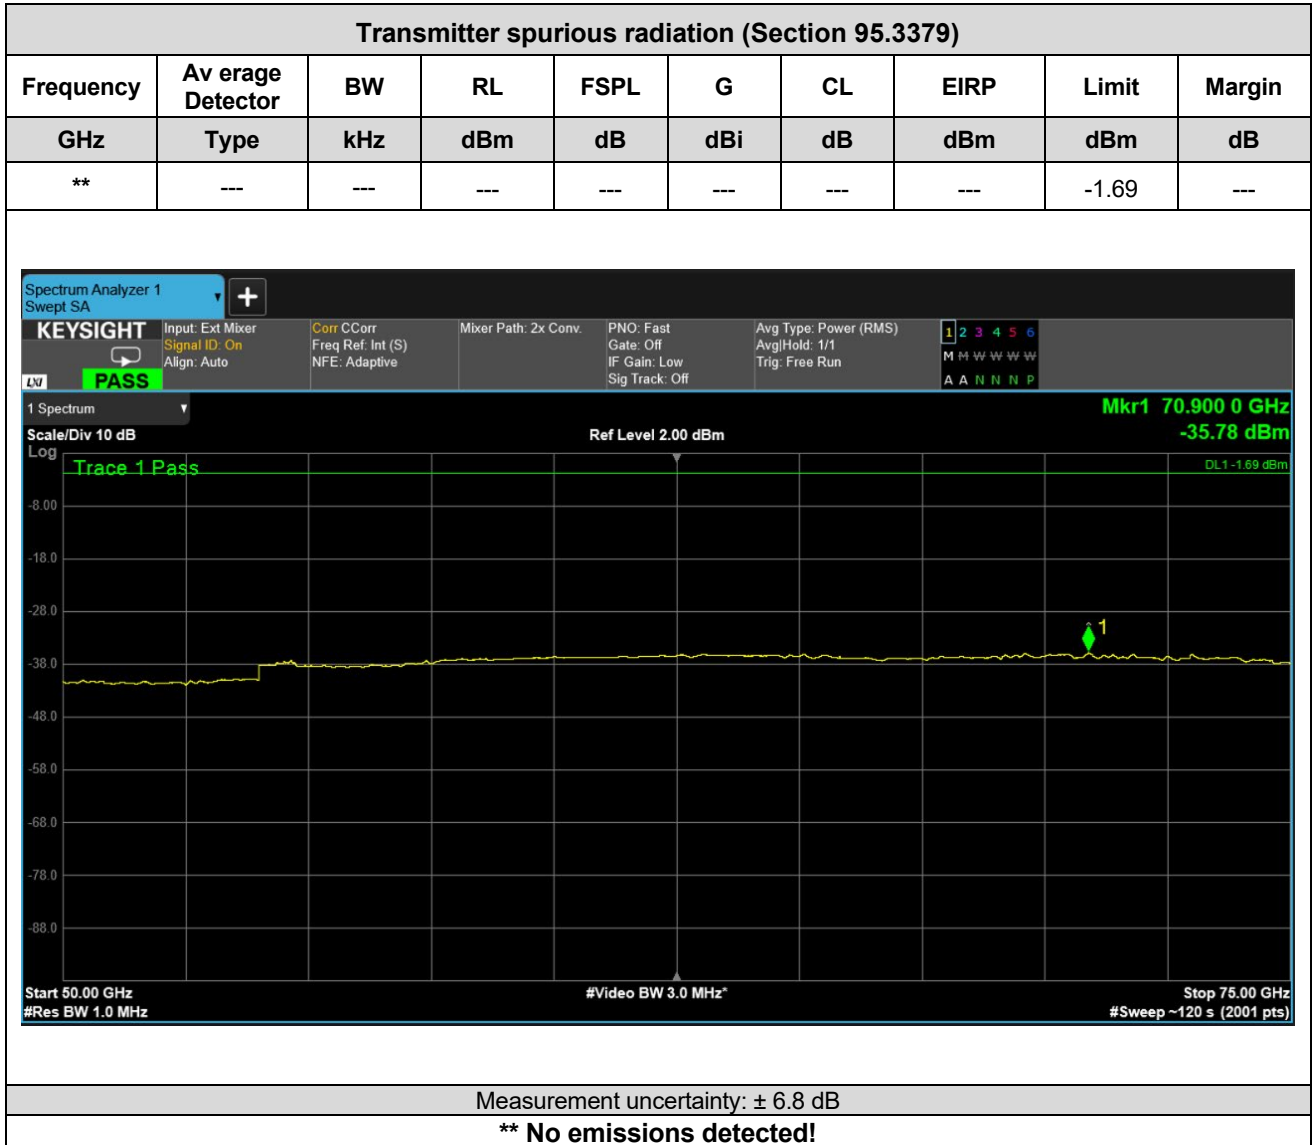 Transmitter spurious radiation (Section 95.3379)
Frequency Av erage Detector BW RL FSPL G CL EIRP Limit Margin
GHz Type kHz dBm dB dBi dB dBm dBm dB
** --- --- --- --- --- --- --- -1.69 ---
Spectrum Analyzer 1
Swept SA
+
KEYSIGHT Input: Ext Mixer Corr CCorr Mixer Path: 2x Conv. PNO: Fast Avg Type: Power (RMS) 1 2 3 4 5 6
Signal ID: On Freq Ref: Int (S) Gate: Off Avg|Hold: 1/1 M M W W W W
Align: Auto NFE: Adaptive IF Gain: Low Trig: Free Run
LXI PASS Sig Track: Off A A N N N P
1 Spectrum Mkr1 70.900 0 GHz
Scale/Div 10 dB Ref Level 2.00 dBm -35.78 dBm
Log
Trace 1 Pass DL1 -1.69 dBm
-8.00
-18.0
-28.0
1
-38.0
-48.0
-58.0
-68.0
-78.0
-88.0
Start 50.00 GHz #Video BW 3.0 MHz* Stop 75.00 GHz
#Res BW 1.0 MHz #Sweep ~120 s (2001 pts)
Measurement uncertainty: ± 6.8 dB
** No emissions detected!